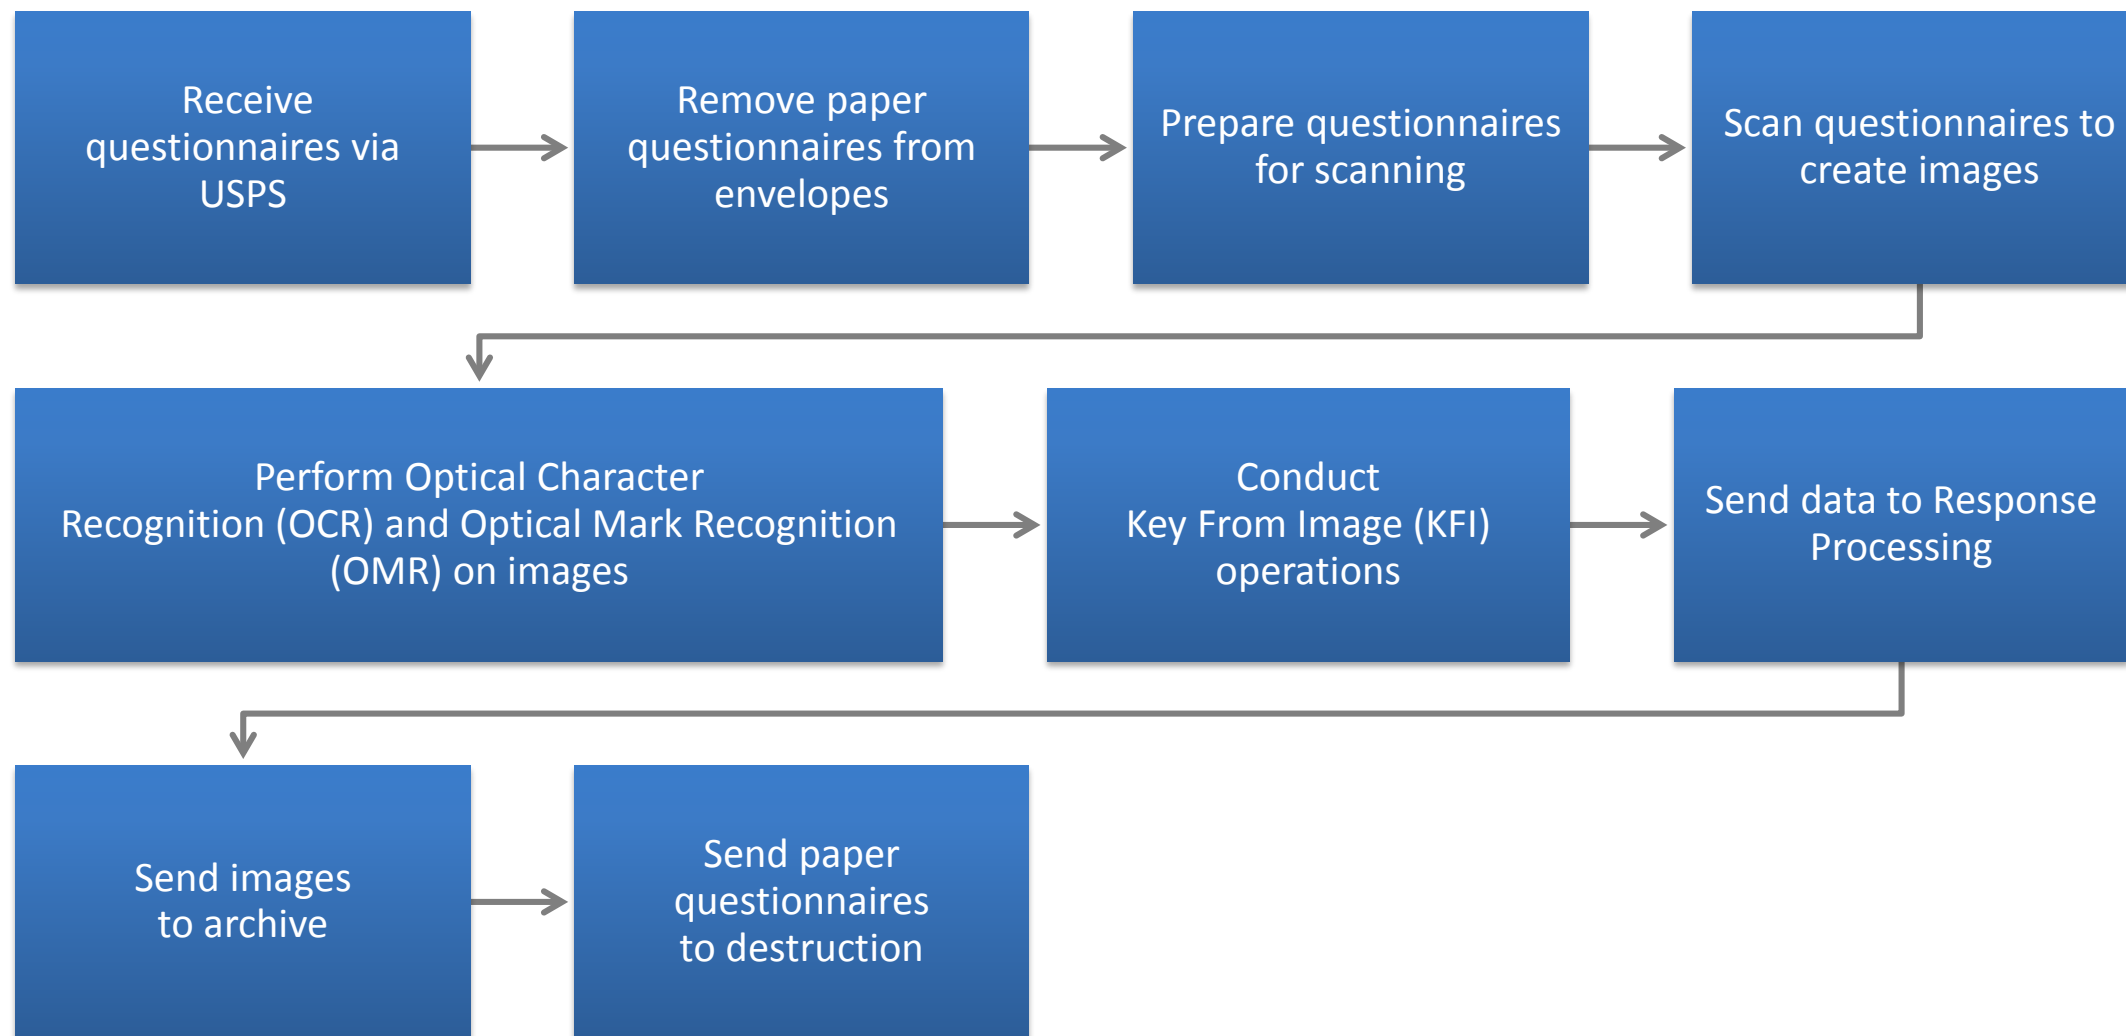 Receive
questionnaires via
USPS
Remove paper
questionnaires from
envelopes
Prepare questionnaires
for scanning
Scan questionnaires to
create images
Perform Optical Character
Recognition (OCR) and Optical Mark Recognition
(OMR) on images
Conduct
Key From Image (KFI)
operations
Send data to Response
Processing
Send images
to archive
Send paper
questionnaires
to destruction